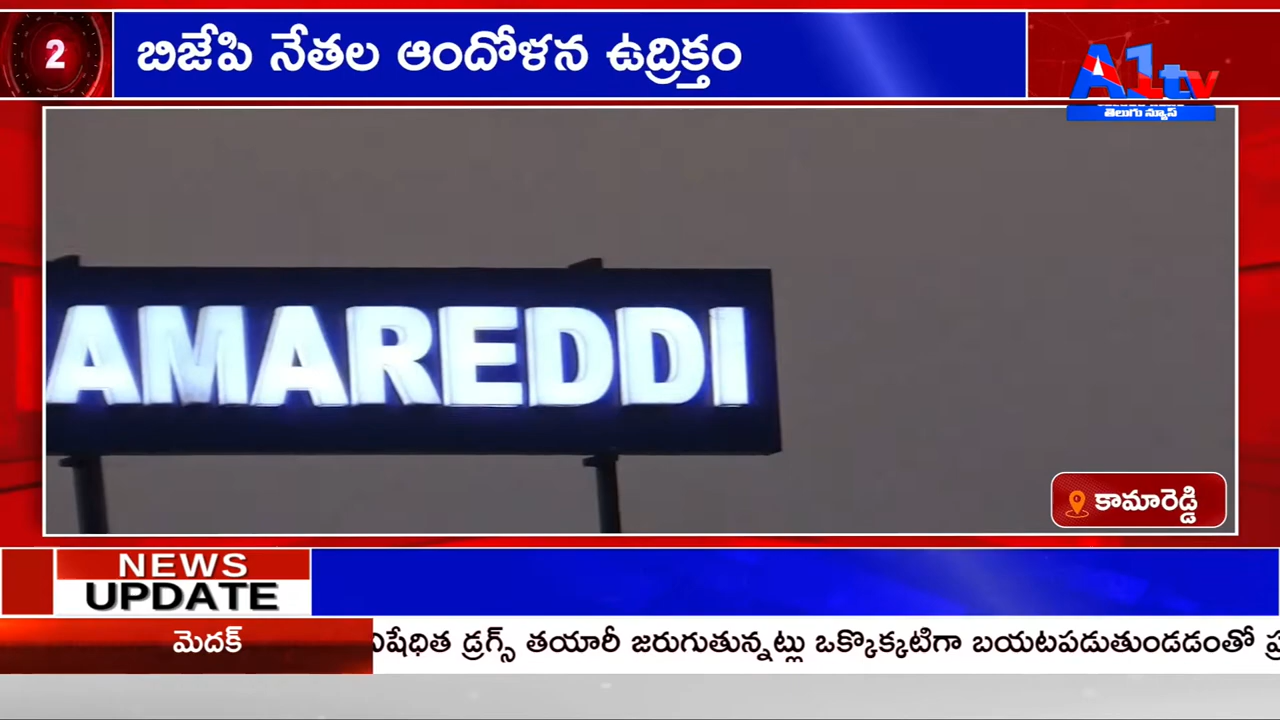 2
బిజేపి నేతల ఆందోళన ఉద్రిక్తం
A1tv
తెలుగు న్యూస్
AMAREDDI
కామారెడ్డి
NEWS
UPDATE
మెదక్
డ్రగ్స్ తయారీ జరుగుతున్నట్లు ఒక్కొక్కటిగా బయటపడుతుండడంతో